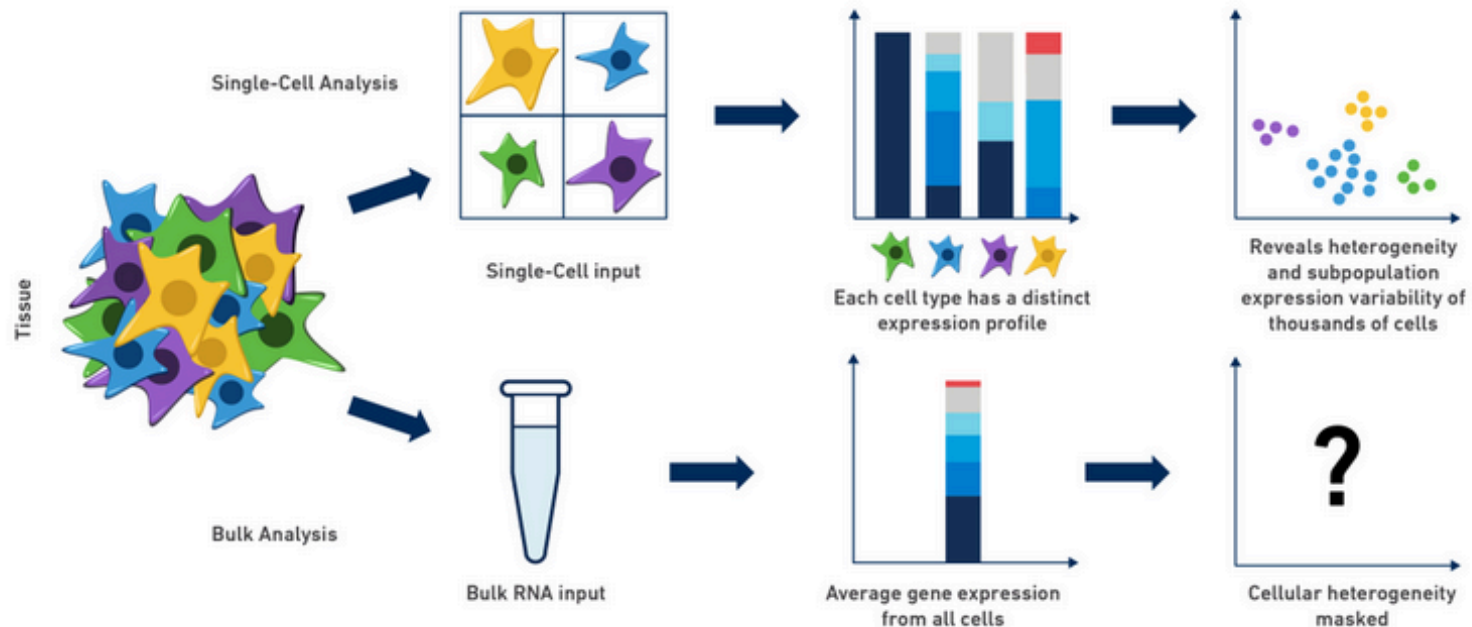 Single-Cell Analysis
Tissue
Single-Cell input
Each cell type has a distinct
expression profile
Reveals heterogeneity
and subpopulation
expression variability of
thousands of cells
Bulk Analysis
Bulk RNA input
Average gene expression
from all cells
?
Cellular heterogeneity
masked